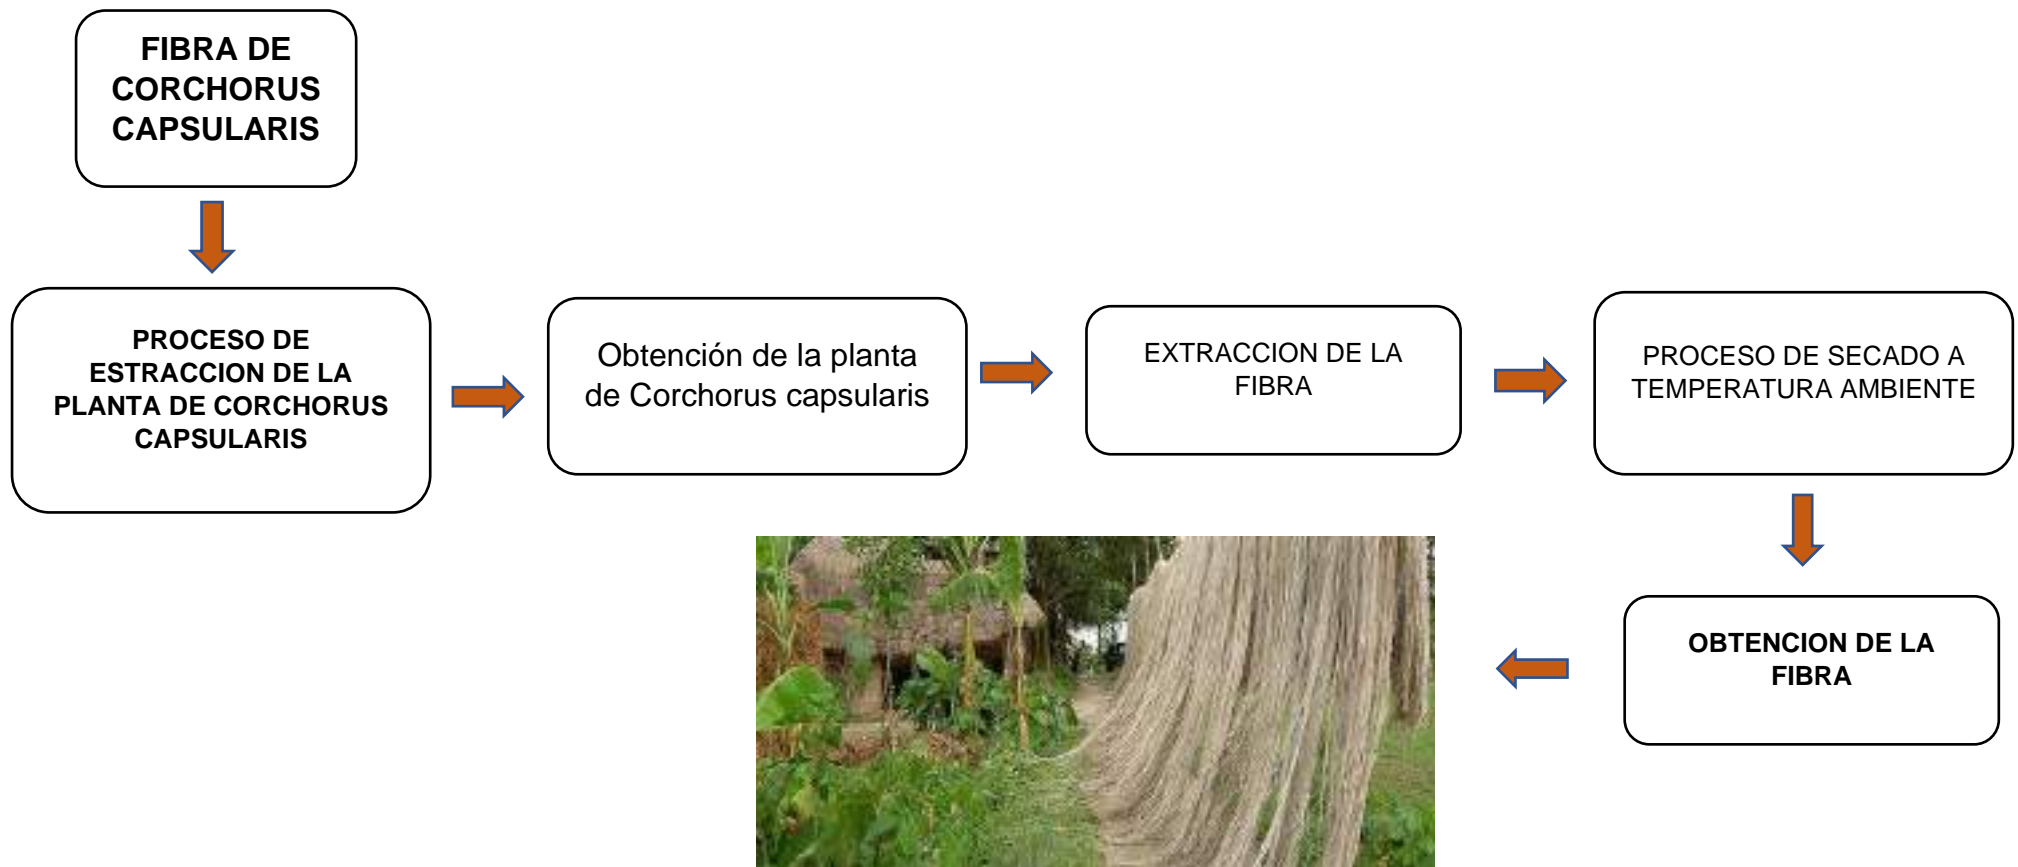 FIBRA DE
CORCHORUS
CAPSULARIS
PROCESO DE
ESTRACCION DE LA
PLANTA DE CORCHORUS
CAPSULARIS
Obtención de la planta
de Corchorus capsularis
EXTRACCION DE LA
FIBRA
PROCESO DE SECADO A
TEMPERATURA AMBIENTE
OBTENCION DE LA
FIBRA